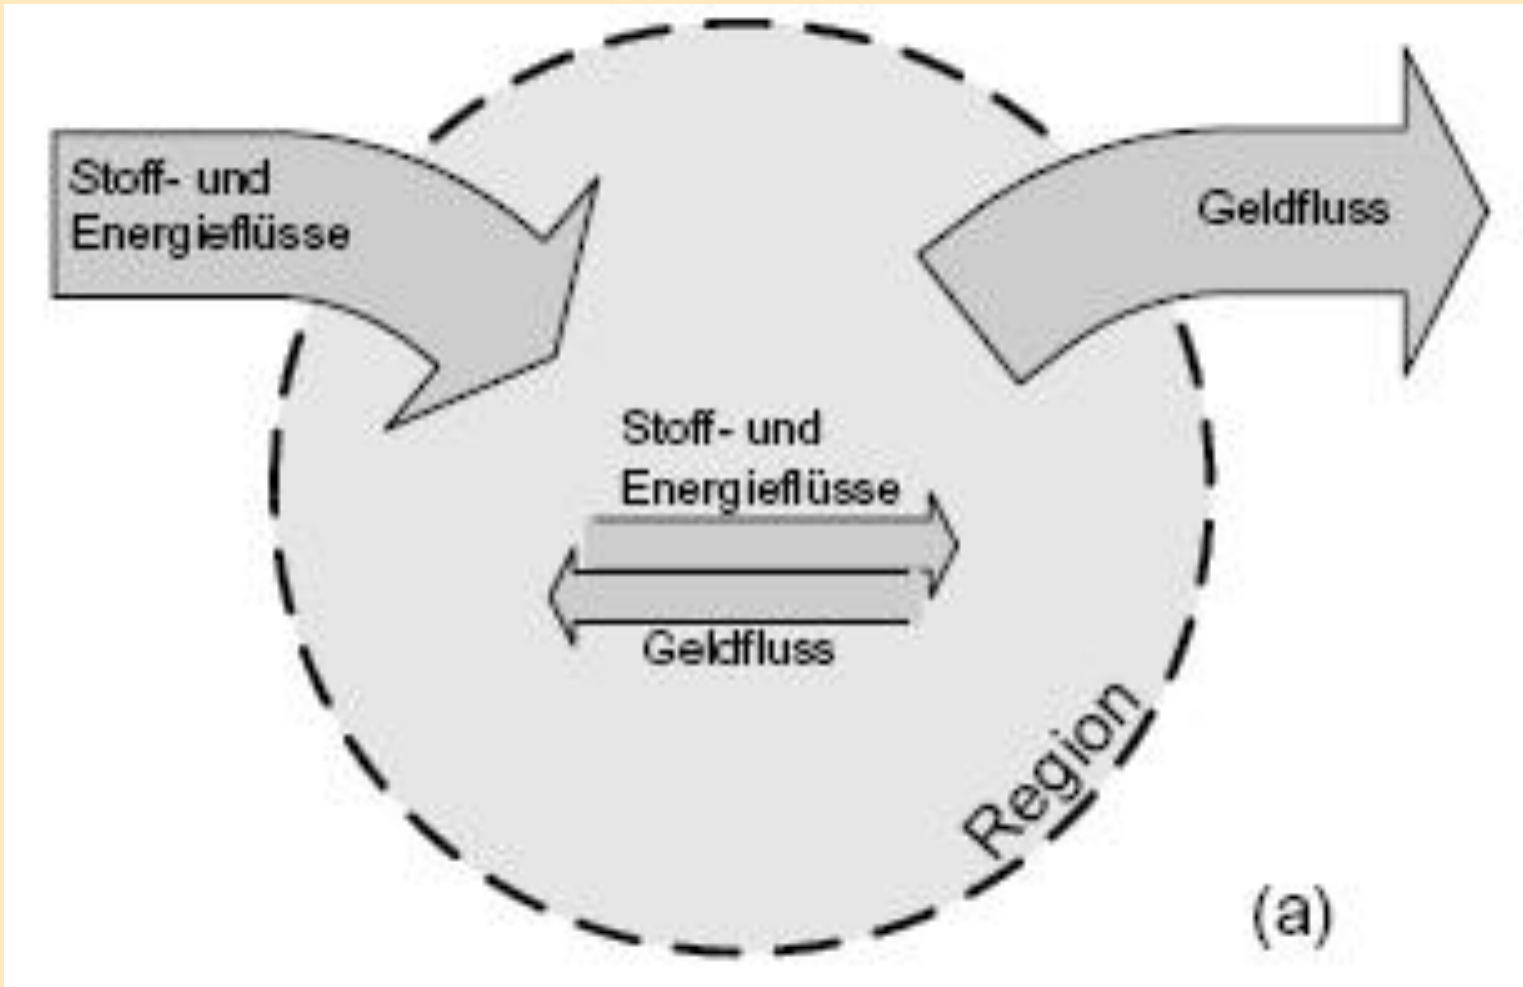 Stoff- und
Energieflüsse
Geldfluss
Stoff- und
Energieflüsse
Geldfluss
Region
(a)